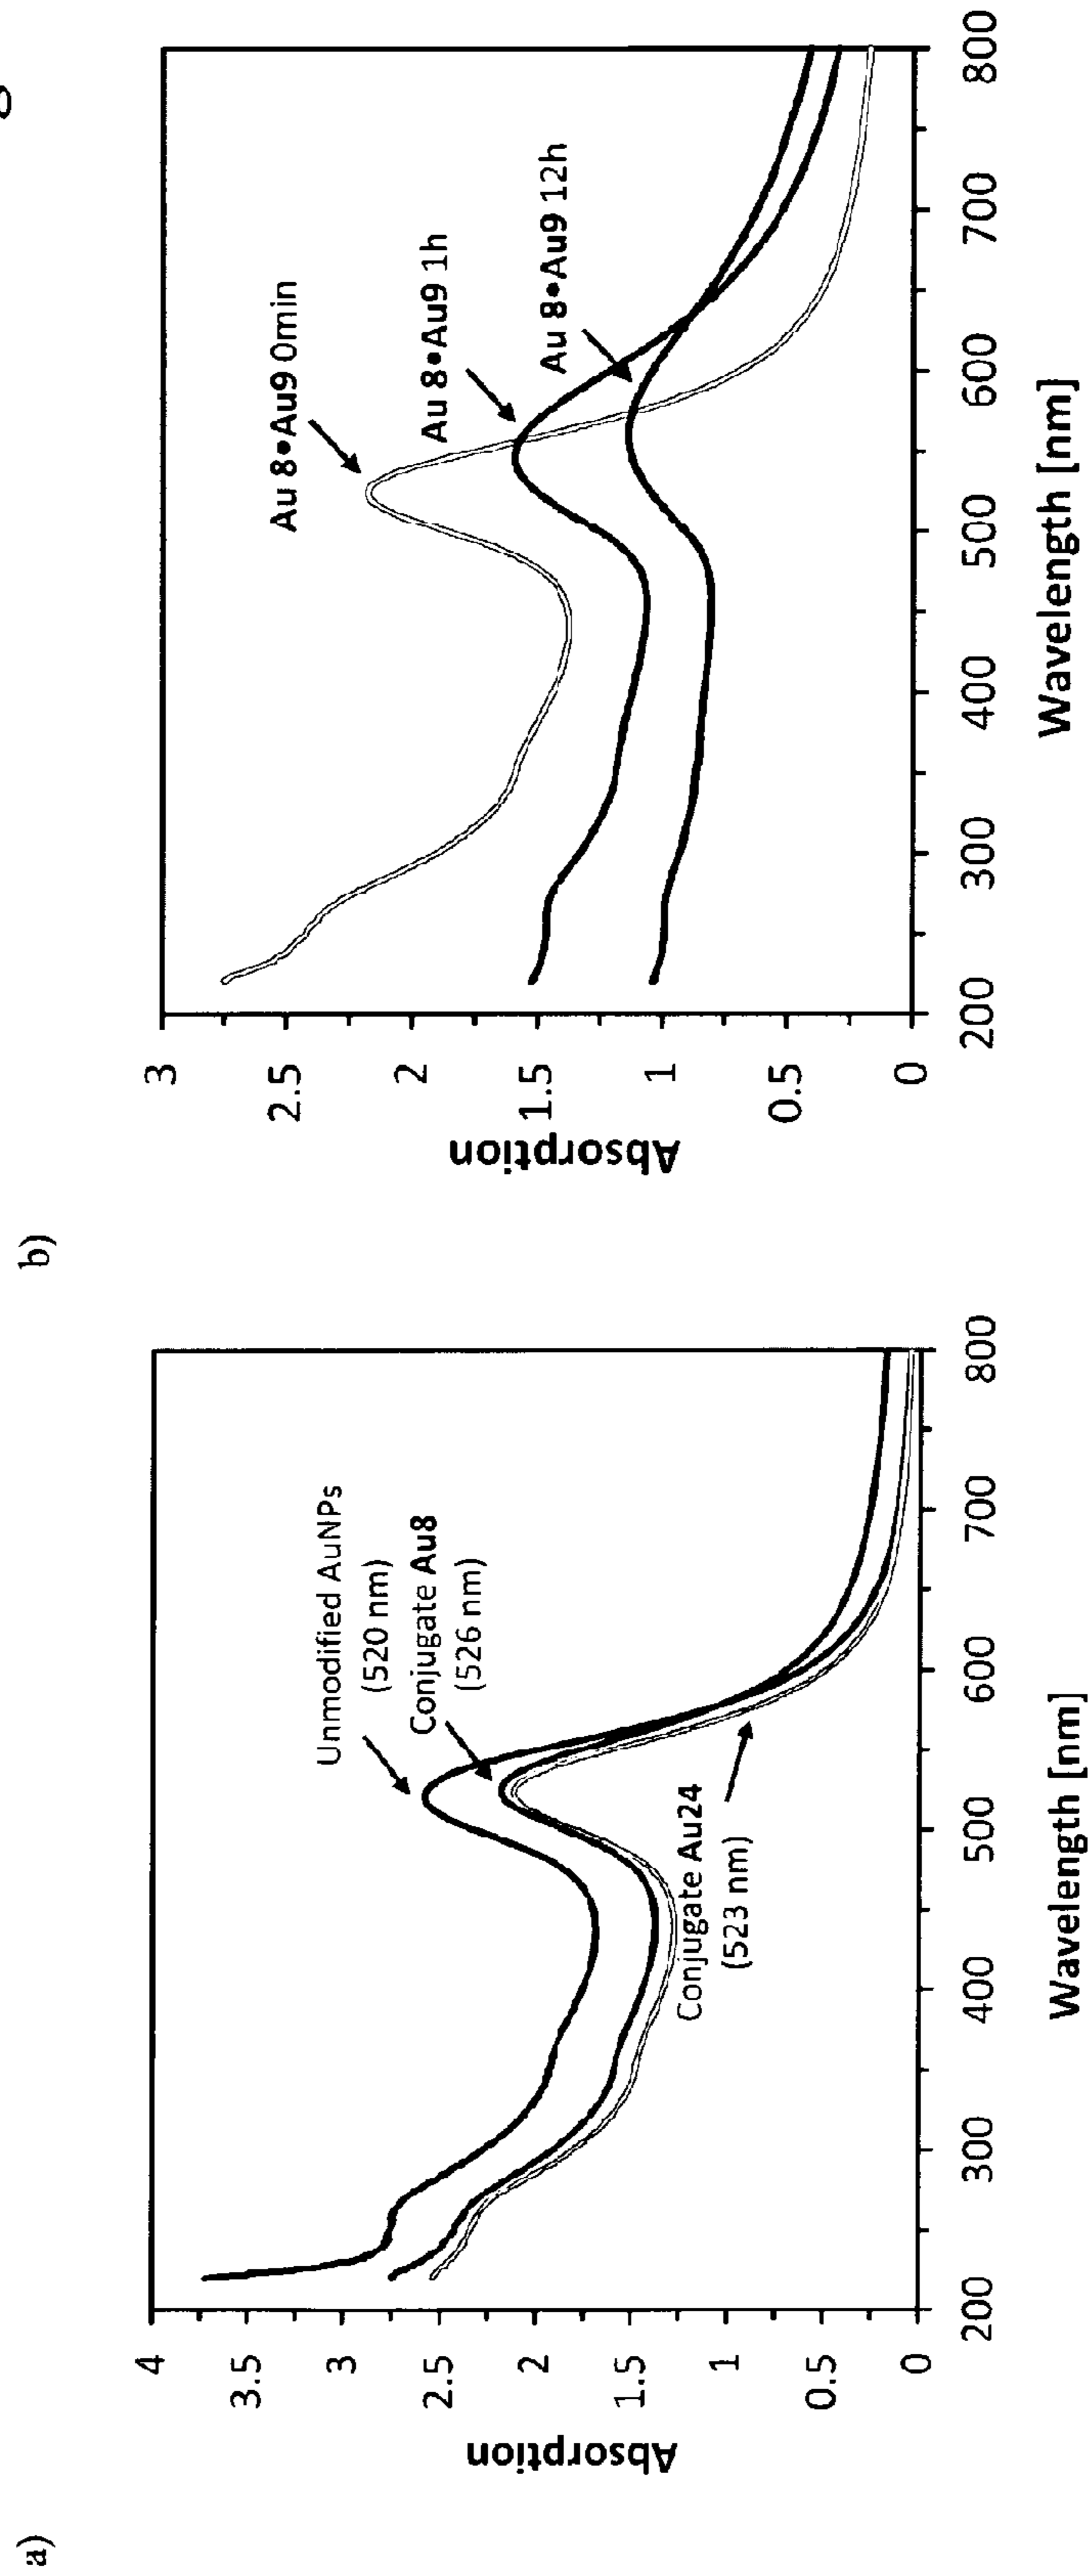 a)
Absorption
4
3.5
3
2.5
2
1.5
1
0.5
0
200
300
400
500
600
700
800
Wavelength [nm]
Unmodified AuNPs
(520 nm)
Conjugate Au8
(526 nm)
Conjugate Au24
(523 nm)
b)
Absorption
3
2.5
2
1.5
1
0.5
0
200
300
400
500
600
700
800
Wavelength [nm]
Au 8•Au9 0min
Au 8•Au9 1h
Au 8•Au9 12h